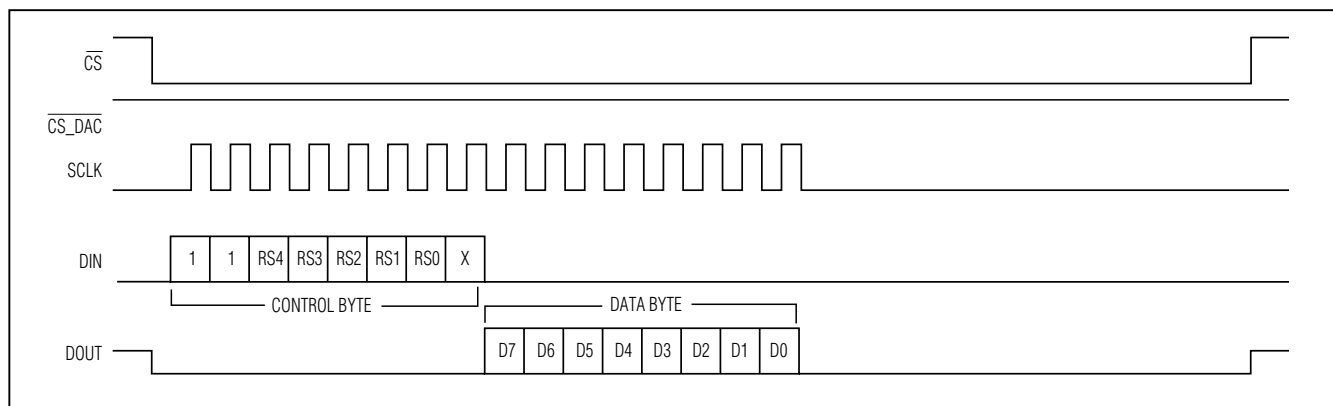 CS
CS_DAC
SCLK
DIN 1 1 RS4 RS3 RS2 RS1 RS0 X
CONTROL BYTE DATA BYTE
DOUT D7 D6 D5 D4 D3 D2 D1 D0